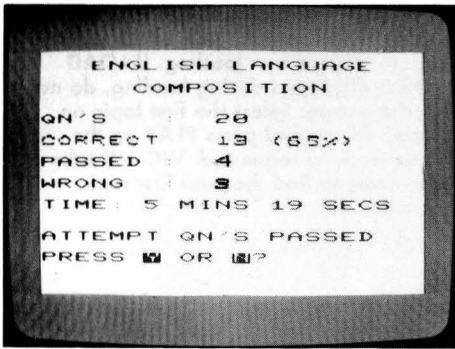 ENGLISH LANGUAGE
COMPOSITION
QN'S 20
CORRECT 13 (65%)
PASSED 4
WRONG 3
TIME: 5 MINS 19 SECS
ATTEMPT QN'S PASSED
PRESS Y OR ?